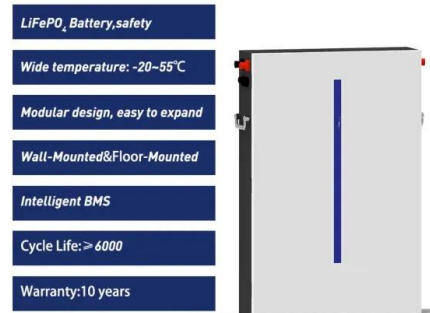 LiFePO₄ Battery,safety
Wide temperature: -20~55℃
Modular design, easy to expand
Wall-Mounted&Floor-Mounted
Intelligent BMS
Cycle Life:≥6000
Warranty:10 years